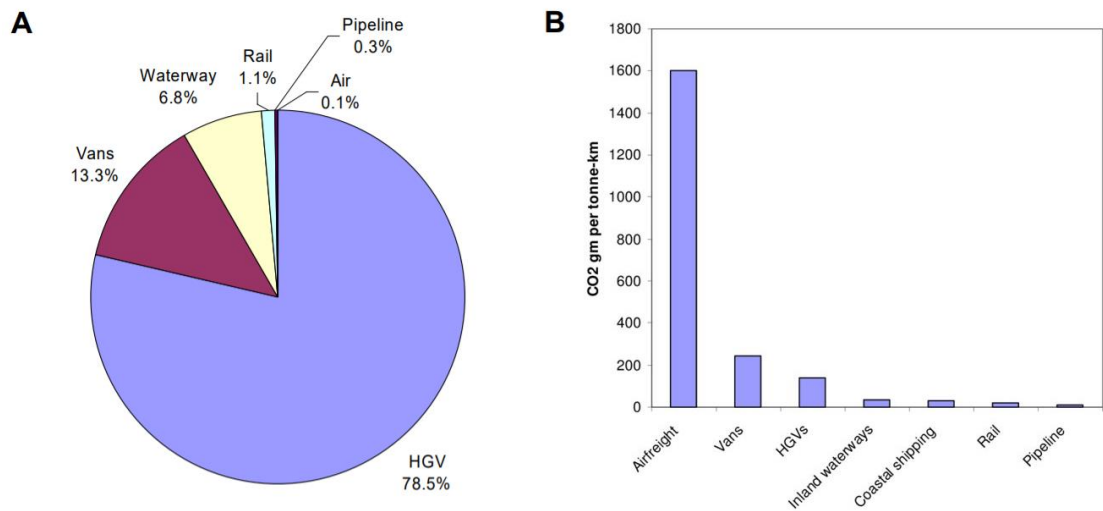 A
Pipeline
0.3%
Rail
1.1%
Air
0.1%
Waterway
6.8%
Vans
13.3%
HGV
78.5%
B
CO2 gm per tonne-km
1800
1600
1400
1200
1000
800
600
400
200
0
Airfreight
Vans
HGVs
Inland waterways
Coastal shipping
Rail
Pipeline